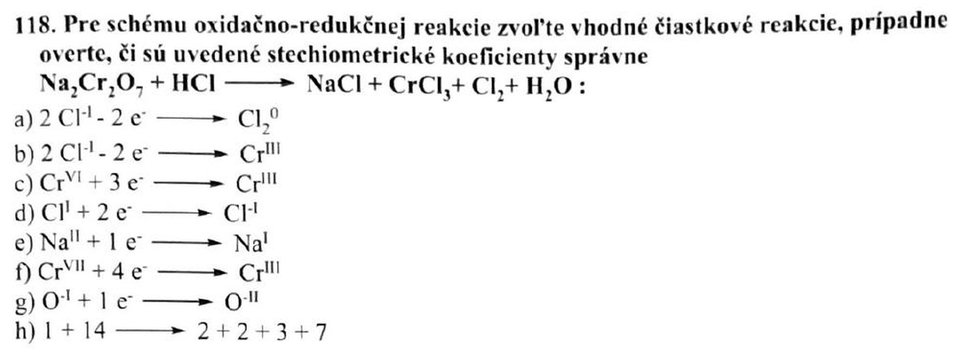 118. Pre schému oxidačno-redukčnej reakcie zvoľte vhodné čiastkové reakcie, prípadne
overte, či sú uvedené stechiometrické koeficienty správne
Na₂Cr₂O₇ + HCl ⟶ NaCl + CrCl₃+ Cl₂+ H₂O :
a) 2 Cl⁻ᴵ - 2 e⁻ ⟶ Cl₂⁰
b) 2 Cl⁻ᴵ - 2 e⁻ ⟶ Crᴵᴵᴵ
c) Crⱽᴵ + 3 e⁻ ⟶ Crᴵᴵᴵ
d) Clᴵ + 2 e⁻ ⟶ Cl⁻ᴵ
e) Naᴵᴵ + 1 e⁻ ⟶ Naᴵ
f) Crⱽᴵᴵ + 4 e⁻ ⟶ Crᴵᴵᴵ
g) O⁻ᴵ + 1 e⁻ ⟶ O⁻ᴵᴵ
h) 1 + 14 ⟶ 2 + 2 + 3 + 7